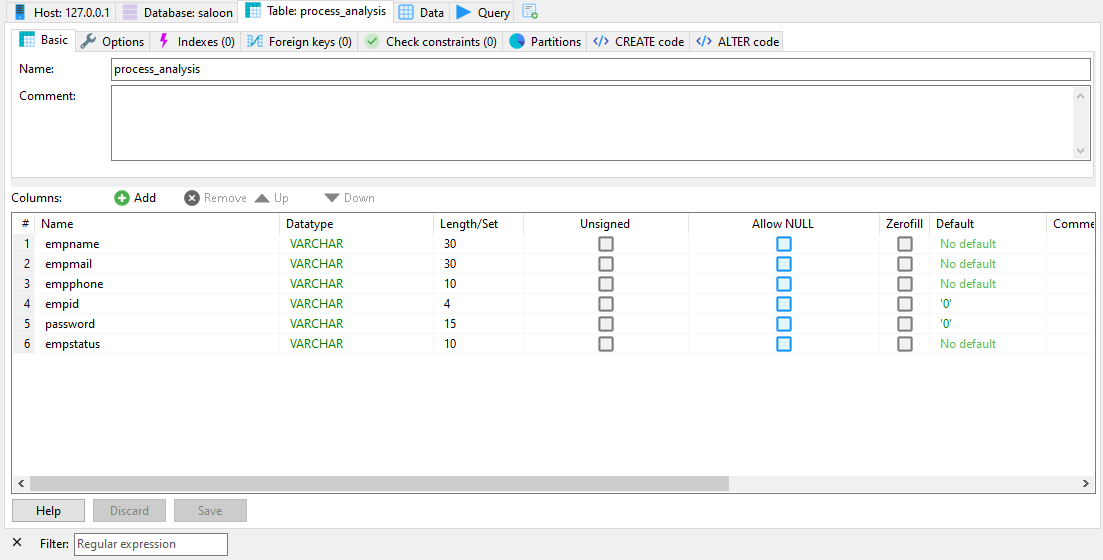 Host: 127.0.0.1 Database: saloon Table: process_analysis Data Query
Basic Options Indexes (0) Foreign keys (0) Check constraints (0) Partitions CREATE code ALTER code
Name: process_analysis
Comment:
Columns: Add Remove Up Down
# Name Datatype Length/Set Unsigned Allow NULL Zerofill Default Comme
1 empname VARCHAR 30 No default
2 empmail VARCHAR 30 No default
3 empphone VARCHAR 10 No default
4 empid VARCHAR 4 '0'
5 password VARCHAR 15 '0'
6 empstatus VARCHAR 10 No default
Help Discard Save
Filter: Regular expression